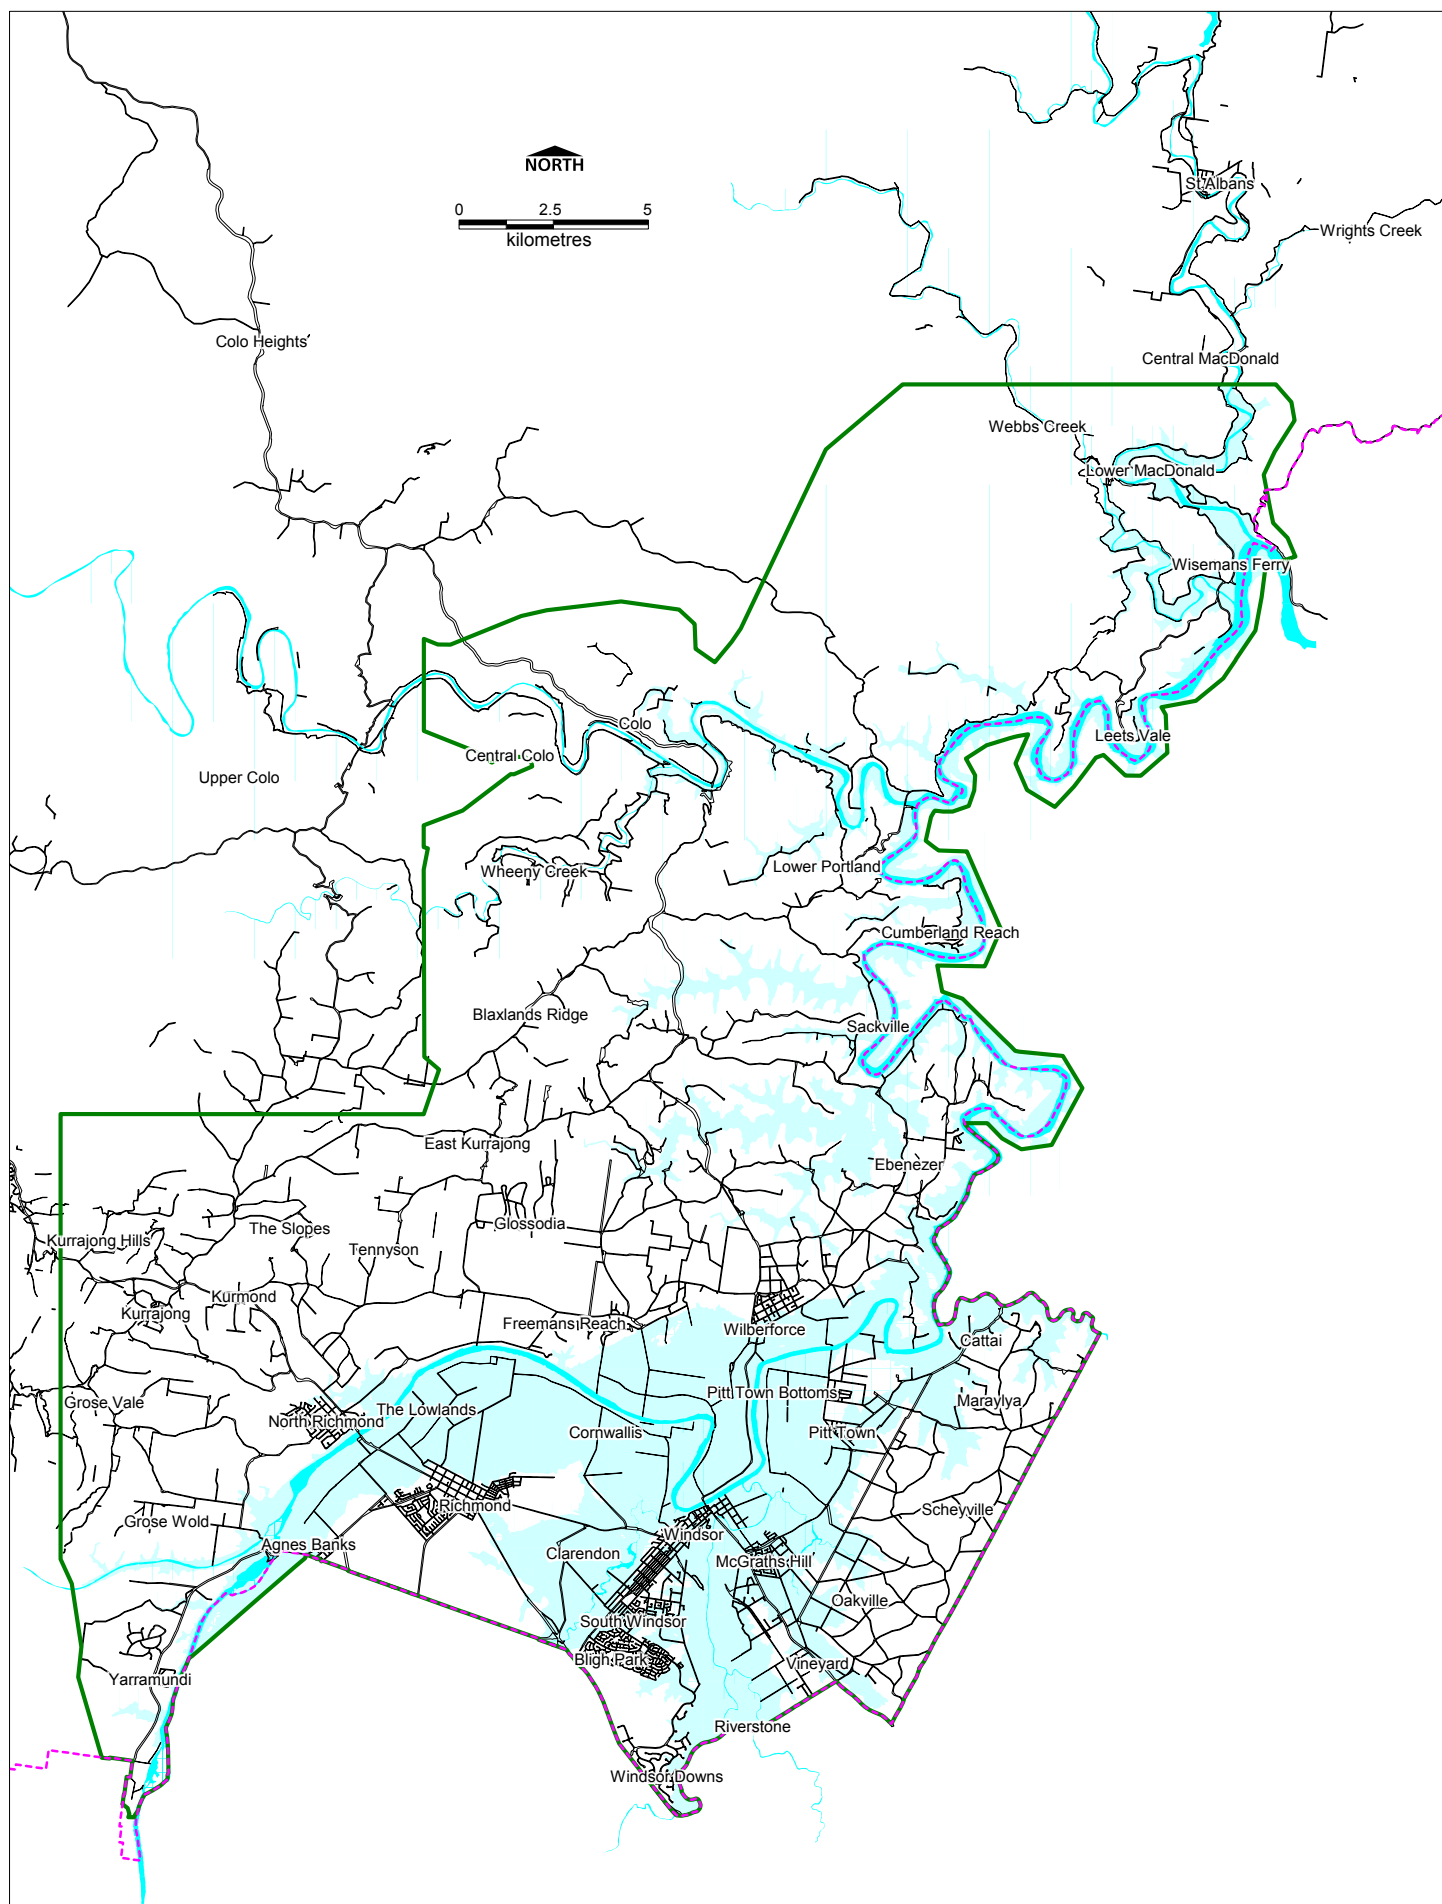 NORTH
0 2.5 5
kilometres
St Albans
Wrights Creek
Colo Heights
Central MacDonald
Webbs Creek
Lower MacDonald
Wisemans Ferry
Colo
Leets Vale
Central Colo
Upper Colo
Lower Portland
Wheeny Creek
Cumberland Reach
Blaxlands Ridge
Sackville
East Kurrajong
Ebenezer
Glossodia
The Slopes
Kurrajong Hills
Tennyson
Kurmond
Kurrajong
Freemans Reach
Wilberforce
Cattai
Pitt Town Bottoms
Grose Vale
Maraylya
The Lowlands
North Richmond
Cornwallis
Pitt Town
Richmond
Scheyville
Grose Wold
Windsor
Agnes Banks
Clarendon
McGraths Hill
Oakville
South Windsor
Bligh Park
Vineyard
Yarramundi
Riverstone
Windsor Downs